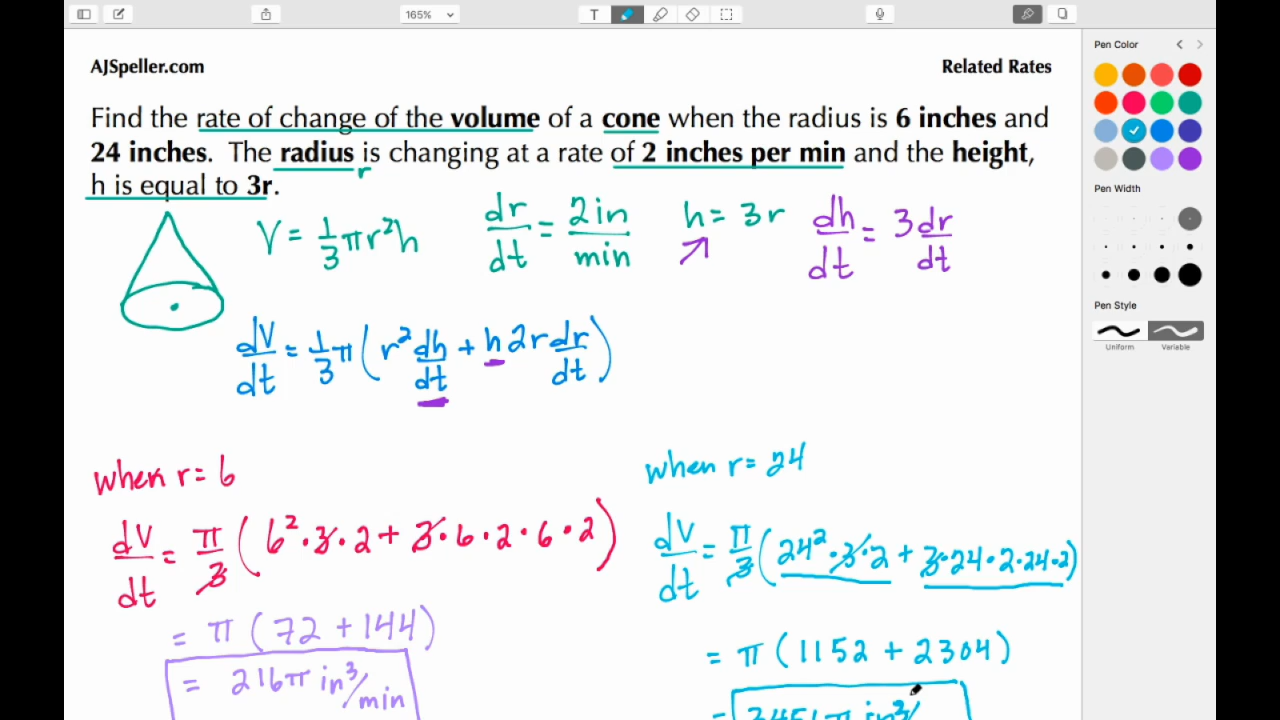 165%
T
AJSpeller.com Related Rates
Find the rate of change of the volume of a cone when the radius is 6 inches and
24 inches. The radius is changing at a rate of 2 inches per min and the height,
h is equal to 3r.
r
V = 1/3 πr²h dr/dt = 2in/min h = 3r dh/dt = 3dr/dt
dV/dt = 1/3 π(r² dh/dt + h2r dr/dt)
when r = 6
dV/dt = π/3 (6² · 3 · 2 + 3 · 6 · 2 · 6 · 2)
= π(72 + 144)
= 216π in³/min
when r = 24
dV/dt = π/3 (24² · 3 · 2 + 3 · 24 · 2 · 24 · 2)
= π(1152 + 2304)
= π in³/
Pen Color
Pen Width
Pen Style
Uniform Variable